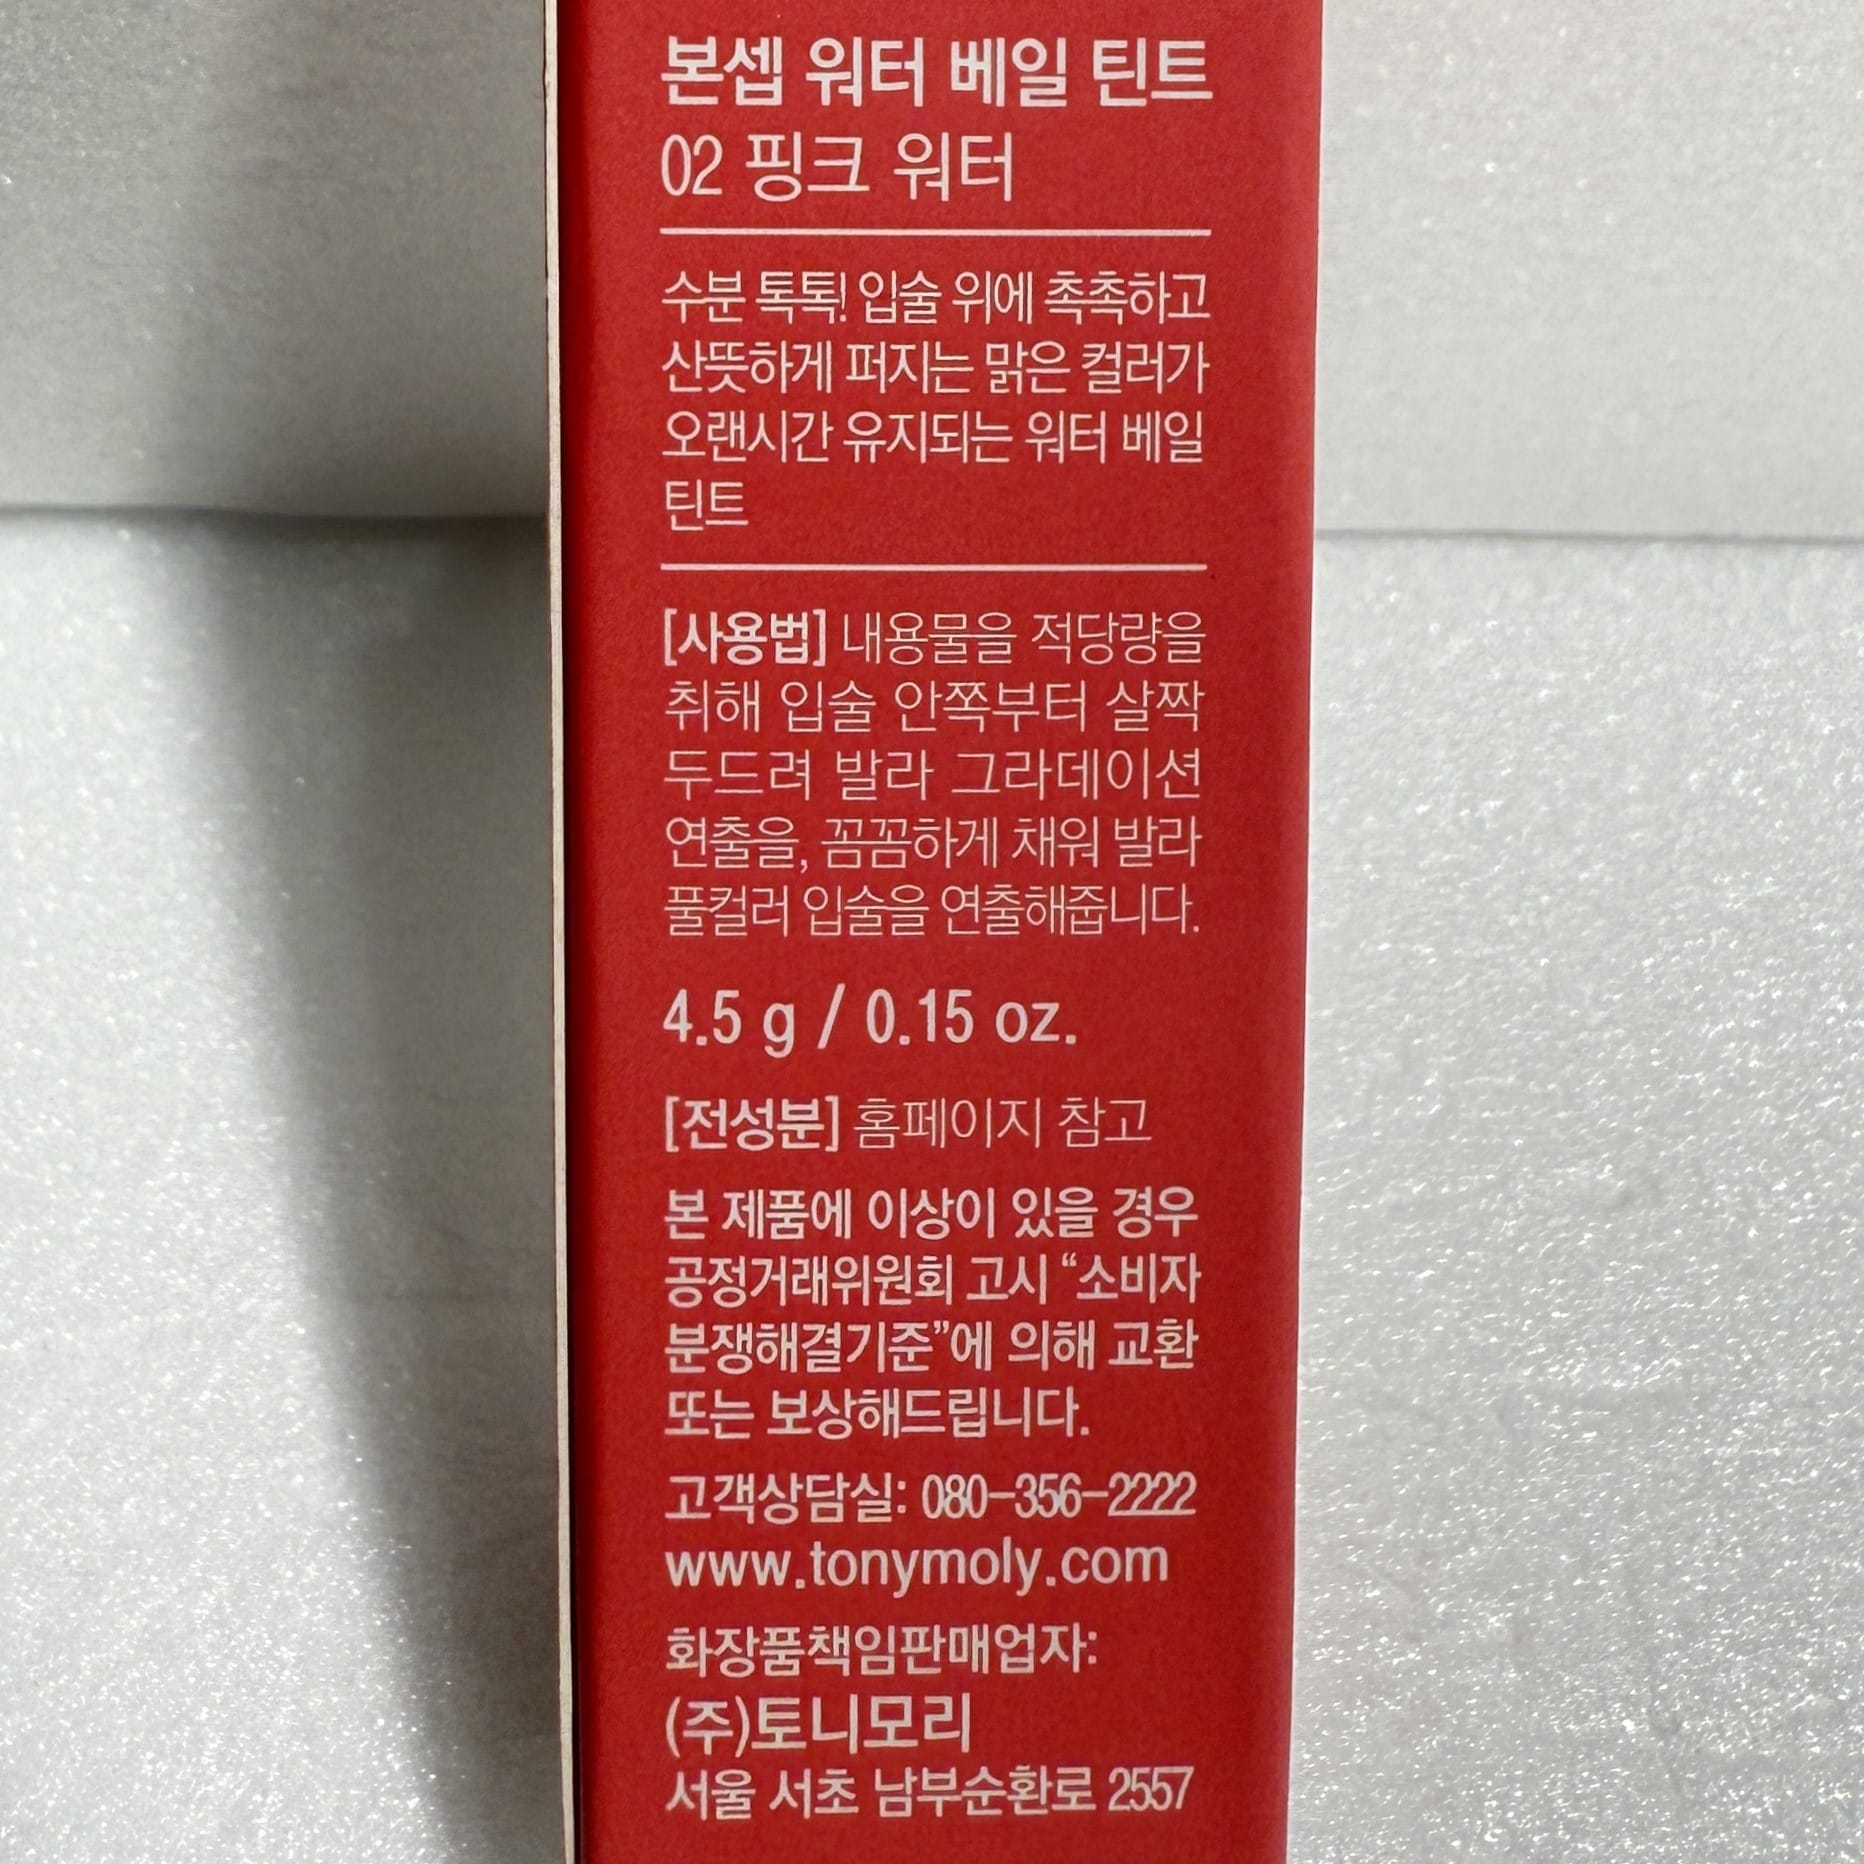 본셉 워터 베일 틴트
02 핑크 워터
수분 톡톡! 입술 위에 촉촉하고
산뜻하게 퍼지는 맑은 컬러가
오랜시간 유지되는 워터 베일
틴트
[사용법] 내용물을 적당량을
취해 입술 안쪽부터 살짝
두드려 발라 그라데이션
연출을, 꼼꼼하게 채워 발라
풀컬러 입술을 연출해줍니다.
4.5 g / 0.15 oz.
[전성분] 홈페이지 참고
본 제품에 이상이 있을 경우
공정거래위원회 고시 “소비자
분쟁해결기준”에 의해 교환
또는 보상해드립니다.
고객상담실: 080-356-2222
www.tonymoly.com
화장품책임판매업자:
(주)토니모리
서울 서초 남부순환로 2557